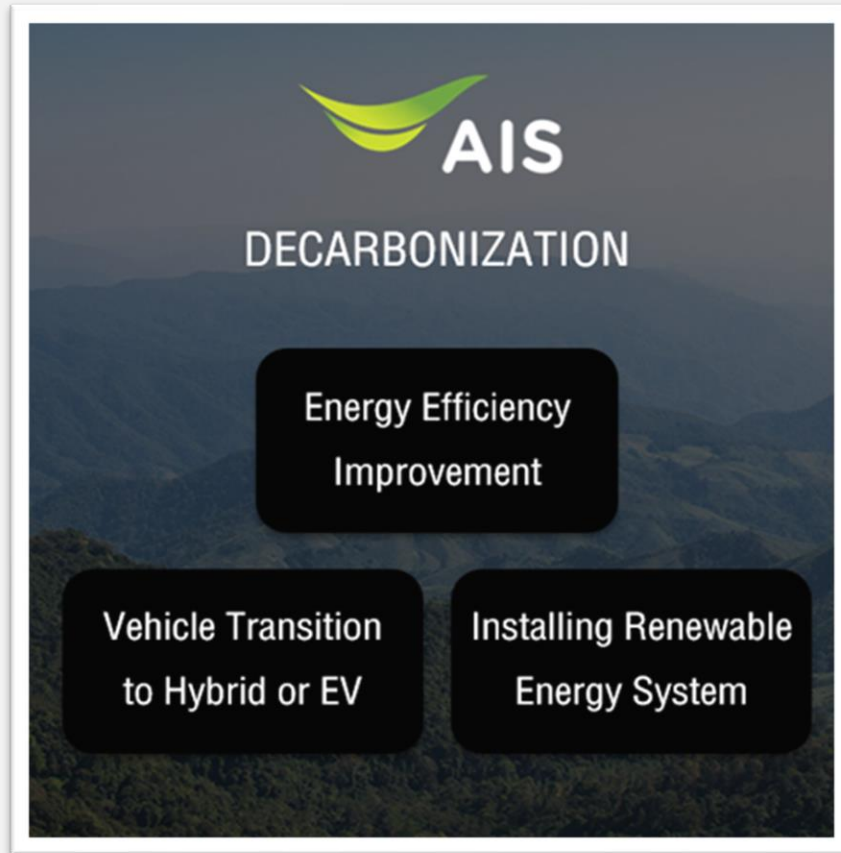 AIS
DECARBONIZATION
Energy Efficiency
Improvement
Vehicle Transition
to Hybrid or EV
Installing Renewable
Energy System